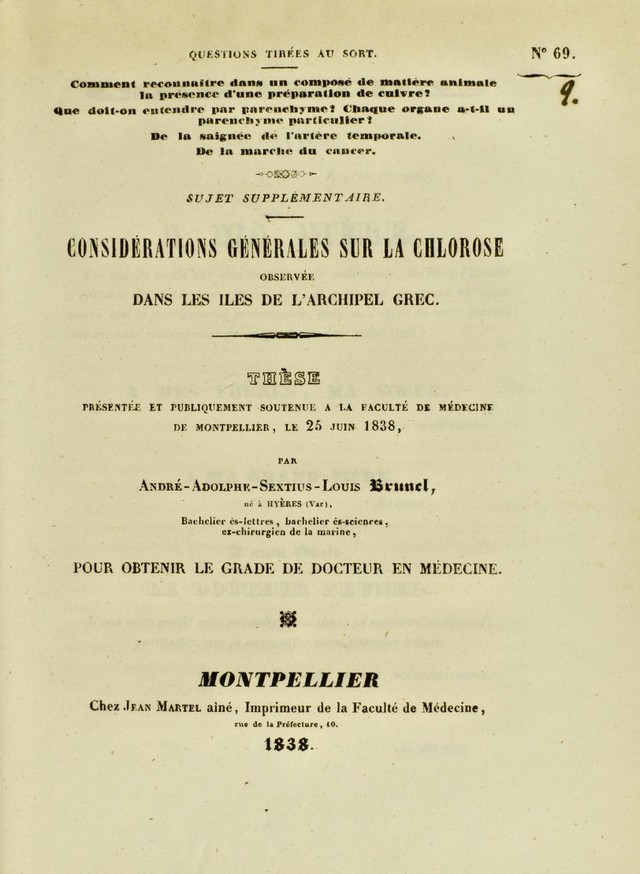 QUESTIONS TIRÉES AU SORT.
N° 69.
9.
Comment reconnaître dans un composé de matière animale
la présence d'une préparation de cuivre?
Que doit-on entendre par parenchyme? Chaque organe a-t-il un
parenchyme particulier?
De la saignée de l'artère temporale.
De la marche du cancer.
SUJET SUPPLÉMENTAIRE.
CONSIDÉRATIONS GÉNÉRALES SUR LA CHLOROSE
OBSERVÉE
DANS LES ILES DE L'ARCHIPEL GREC.
THÈSE
PRÉSENTÉE ET PUBLIQUEMENT SOUTENUE A LA FACULTÉ DE MÉDECINE
DE MONTPELLIER, LE 25 JUIN 1838,
PAR
ANDRÉ-ADOLPHE-SEXTIUS-LOUIS Brunel,
né à HYÈRES (Var),
Bachelier ès-lettres, bachelier ès-sciences,
ex-chirurgien de la marine,
POUR OBTENIR LE GRADE DE DOCTEUR EN MÉDECINE.
MONTPELLIER
Chez JEAN MARTEL aîné, Imprimeur de la Faculté de Médecine,
rue de la Préfecture, 10.
1838.